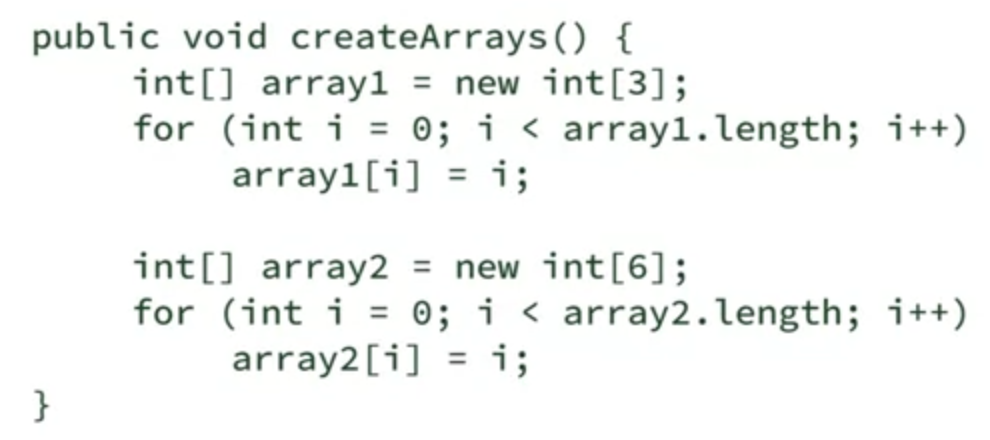 public void createArrays() {
int[] array1 = new int[3];
for (int i = 0; i < array1.length; i++)
array1[i] = i;
int[] array2 = new int[6];
for (int i = 0; i < array2.length; i++)
array2[i] = i;
}